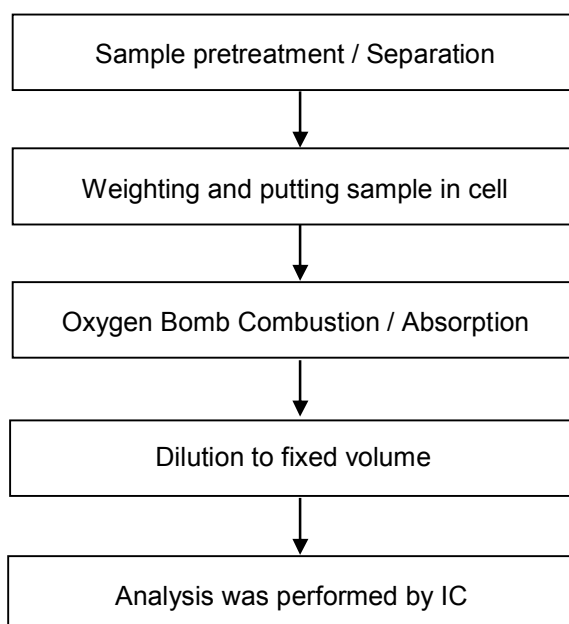 Sample pretreatment / Separation
Weighting and putting sample in cell
Oxygen Bomb Combustion / Absorption
Dilution to fixed volume
Analysis was performed by IC